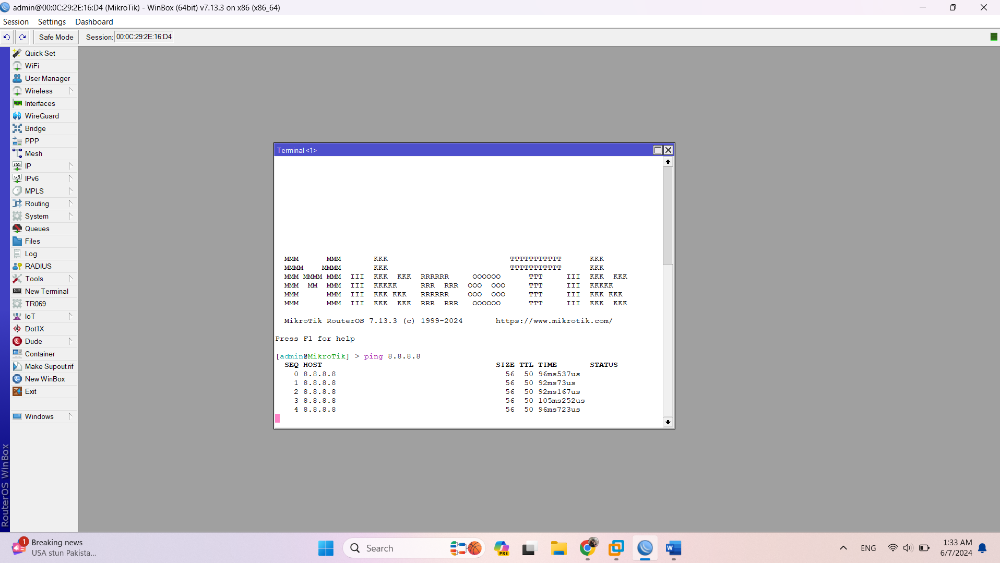 admin@00:0C:29:2E:16:D4 (MikroTik) - WinBox (64bit) v7.13.3 on x86 (x86_64)
Session Settings Dashboard
Safe Mode Session: 00:0C:29:2E:16:D4
Quick Set
WiFi
User Manager
Wireless
Interfaces
WireGuard
Bridge
PPP
Mesh
IP
IPv6
MPLS
Routing
System
Queues
Files
Log
RADIUS
Tools
New Terminal
TR069
IoT
Dot1X
Dude
Container
Make Supout.rif
New WinBox
Exit
Windows
RouterOS WinBox
Terminal <1>
  MMM      MMM       KKK                          TTTTTTTTTTT      KKK
  MMMM    MMMM       KKK                          TTTTTTTTTTT      KKK
  MMM MMMM MMM  III  KKK  KKK  RRRRRR     OOOOOO      TTT     III  KKK  KKK
  MMM  MM  MMM  III  KKKKK     RRR  RRR  OOO  OOO     TTT     III  KKKKK
  MMM      MMM  III  KKK KKK   RRRRRR    OOO  OOO     TTT     III  KKK KKK
  MMM      MMM  III  KKK  KKK  RRR  RRR   OOOOOO      TTT     III  KKK  KKK
MikroTik RouterOS 7.13.3 (c) 1999-2024 https://www.mikrotik.com/
Press F1 for help
[admin@MikroTik] > ping 8.8.8.8
SEQ HOST SIZE TTL TIME STATUS
0 8.8.8.8 56 50 96ms537us
1 8.8.8.8 56 50 92ms73us
2 8.8.8.8 56 50 92ms167us
3 8.8.8.8 56 50 105ms252us
4 8.8.8.8 56 50 96ms723us
1
Breaking news
USA stun Pakista...
Search
PRE
ENG
1:33 AM
6/7/2024